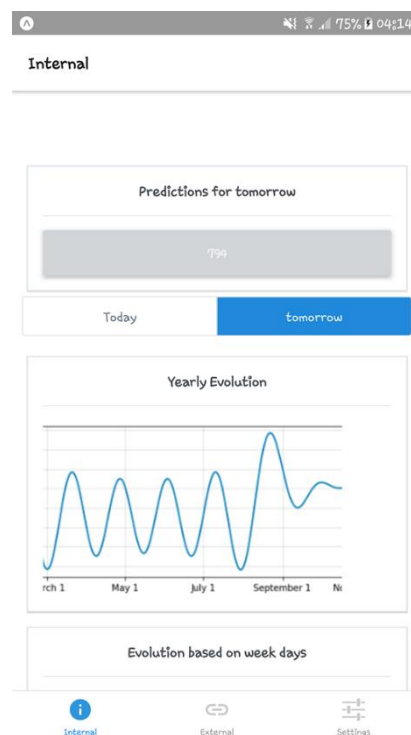 75% 04:14
Internal
Predictions for tomorrow
794
Today tomorrow
Yearly Evolution
rch 1 May 1 July 1 September 1 No
Evolution based on week days
Internal External Settings